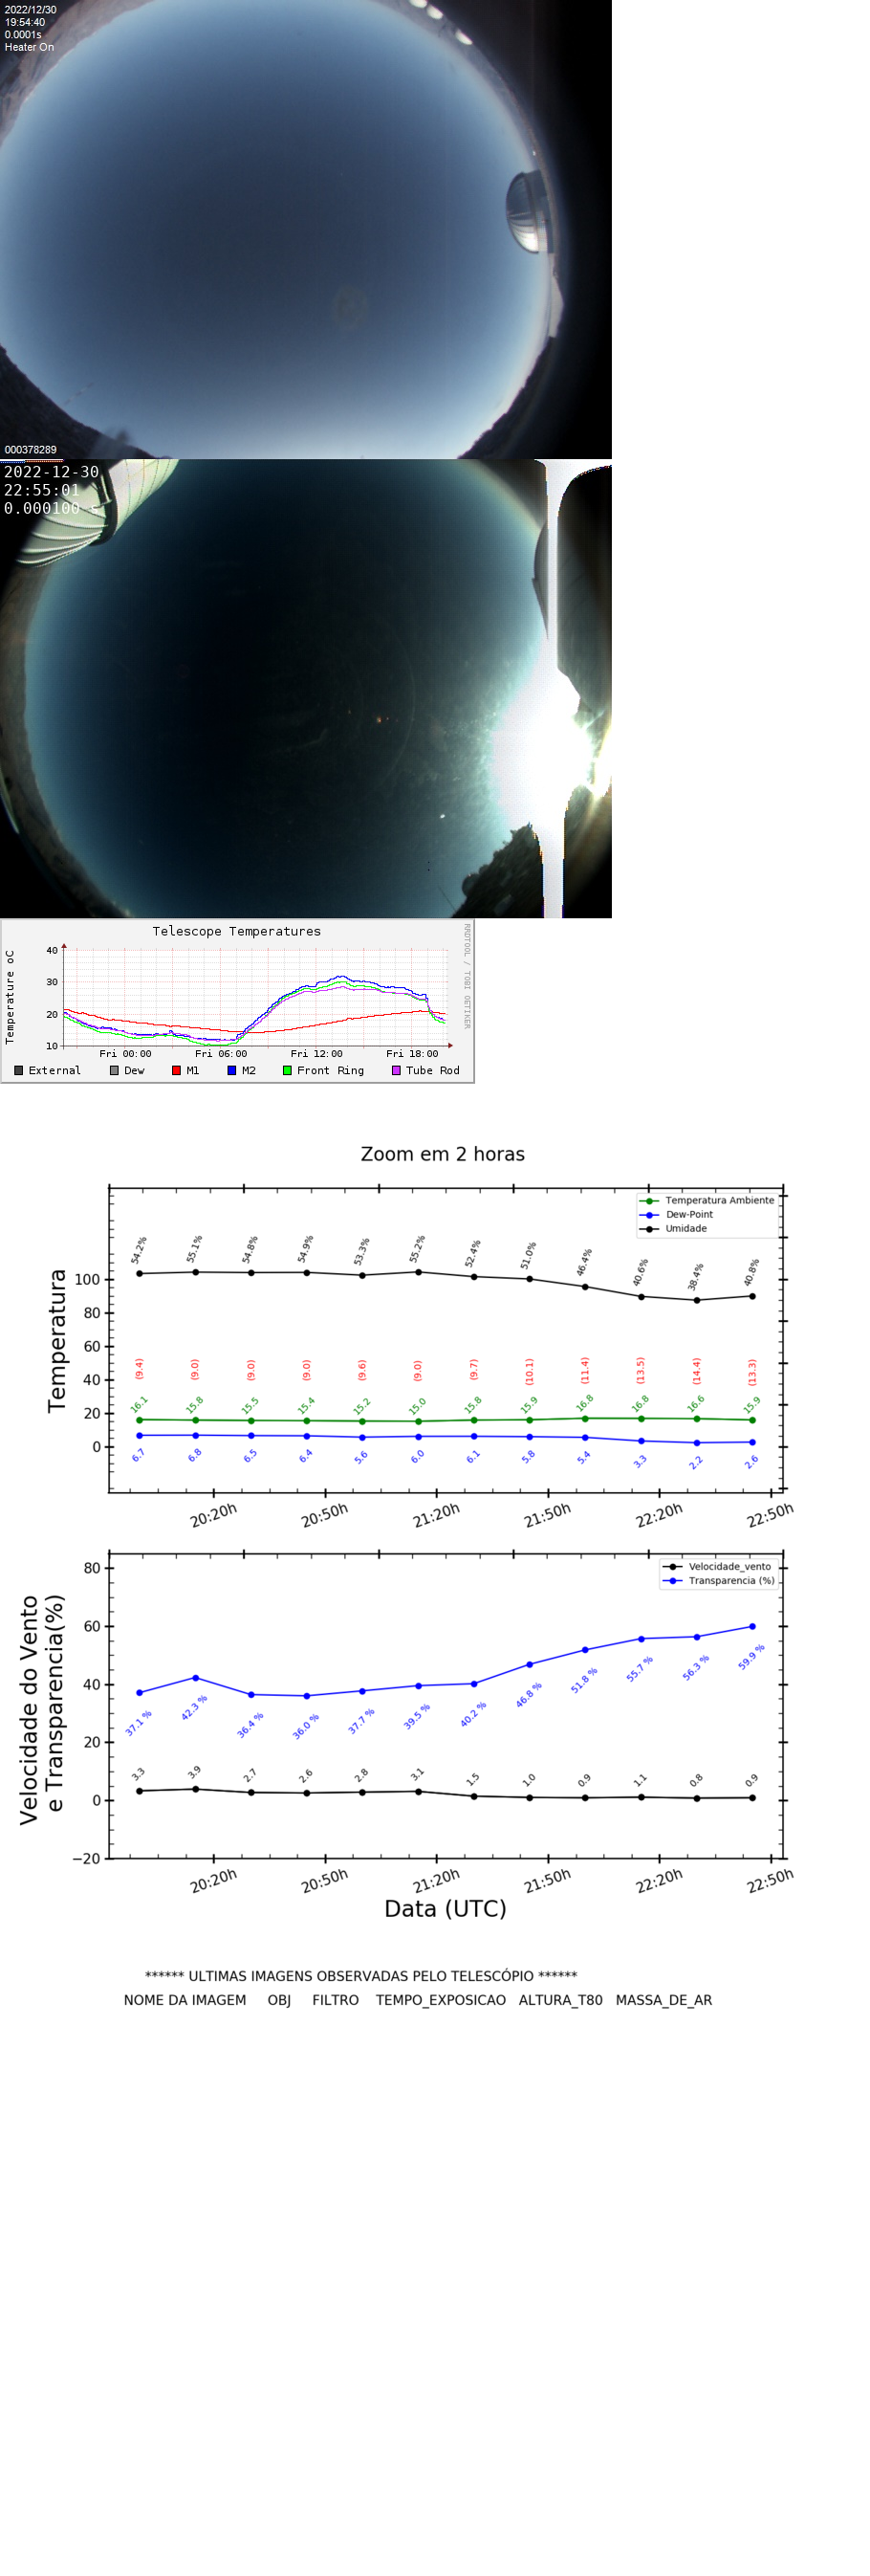 2022/12/30
19:54:40
0.0001s
Heater On
000378289
2022-12-30
22:55:01
0.000100 s
Telescope Temperatures
RRDTOOL / TOBI OETIKER
Temperature oC
40
30
20
10
Fri 00:00 Fri 06:00 Fri 12:00 Fri 18:00
External Dew M1 M2 Front Ring Tube Rod
Zoom em 2 horas
Temperatura Ambiente
Dew-Point
Umidade
Temperatura
100
80
60
40
20
0
54.2% 55.1% 54.8% 54.9% 53.3% 55.2% 52.4% 51.0% 46.4% 40.6% 38.4% 40.8%
(9.4) (9.0) (9.0) (9.0) (9.6) (9.0) (9.7) (10.1) (11.4) (13.5) (14.4) (13.3)
16.1 15.8 15.5 15.4 15.2 15.0 15.8 15.9 16.8 16.8 16.6 15.9
6.7 6.8 6.5 6.4 5.6 6.0 6.1 5.8 5.4 3.3 2.2 2.6
20:20h 20:50h 21:20h 21:50h 22:20h 22:50h
Velocidade_vento
Transparencia (%)
Velocidade do Vento
e Transparencia(%)
80
60
40
20
0
−20
37.1 % 42.3 % 36.4 % 36.0 % 37.7 % 39.5 % 40.2 % 46.8 % 51.8 % 55.7 % 56.3 % 59.9 %
3.3 3.9 2.7 2.6 2.8 3.1 1.5 1.0 0.9 1.1 0.8 0.9
20:20h 20:50h 21:20h 21:50h 22:20h 22:50h
Data (UTC)
****** ULTIMAS IMAGENS OBSERVADAS PELO TELESCÓPIO ******
NOME DA IMAGEM OBJ FILTRO TEMPO_EXPOSICAO ALTURA_T80 MASSA_DE_AR